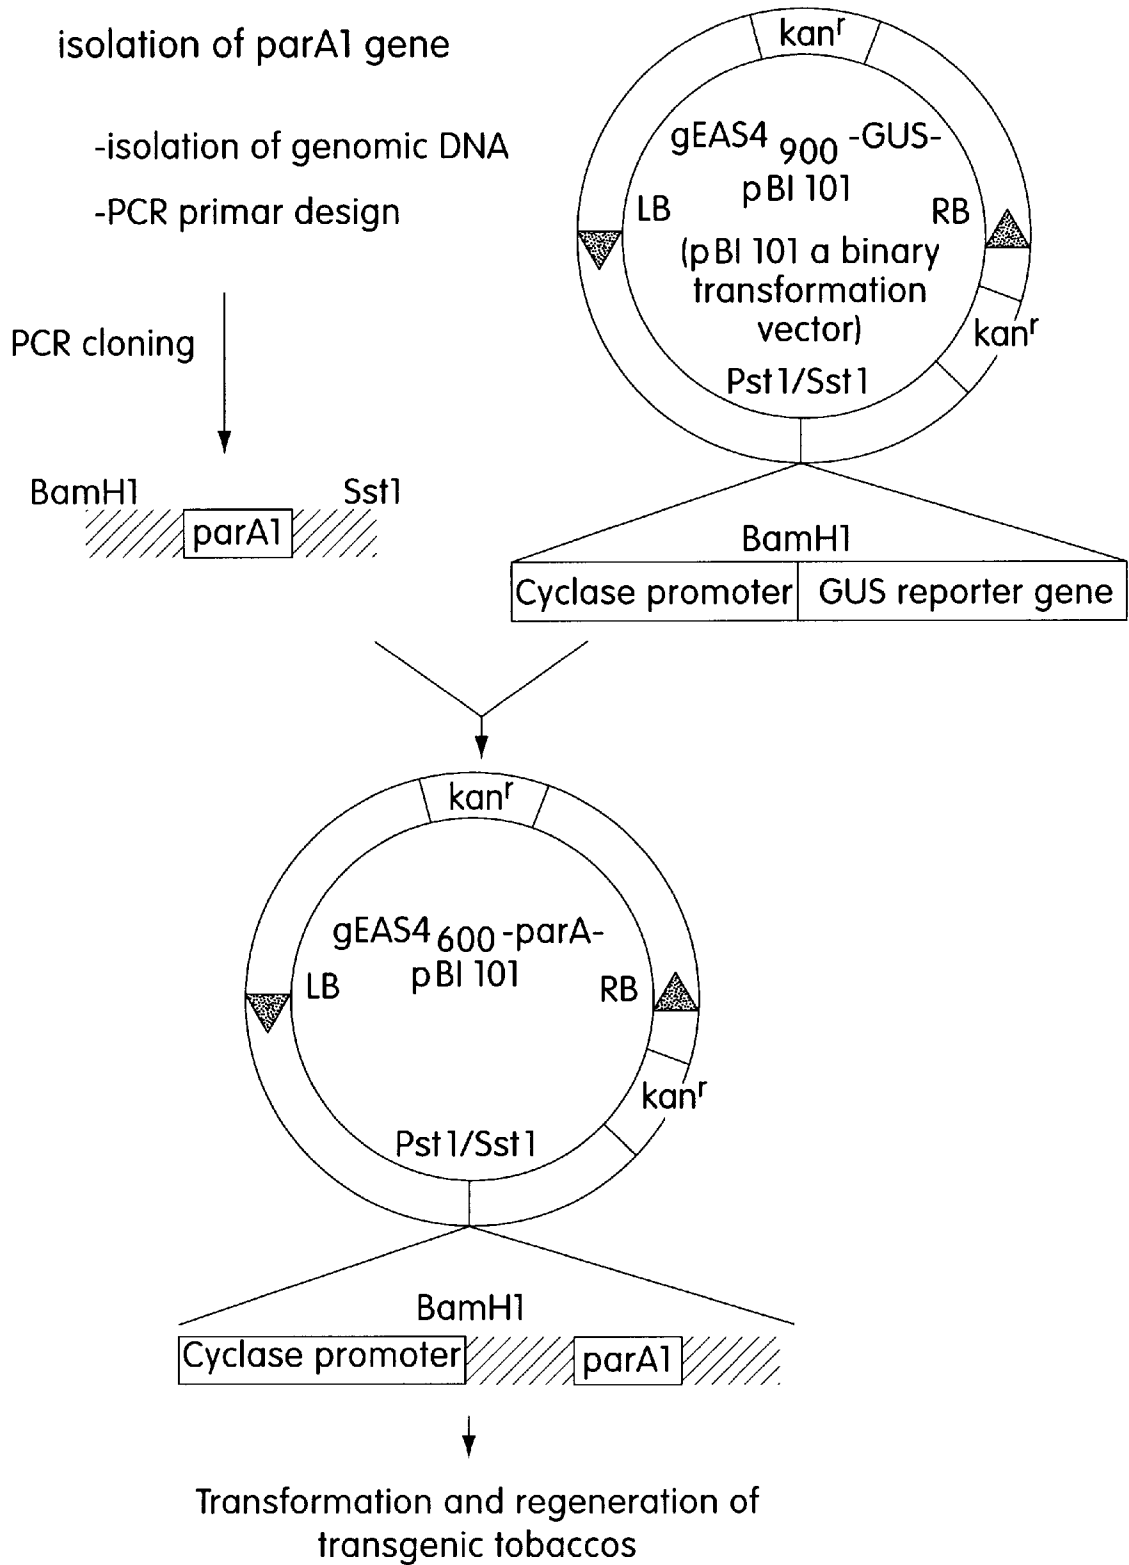 isolation of parA1 gene
-isolation of genomic DNA
-PCR primar design
PCR cloning
BamH1
Sst1
parA1
kanr
gEAS4 900 -GUS-
pBI 101
LB
RB
(pBI 101 a binary
transformation
vector)
kanr
Pst1/Sst1
BamH1
Cyclase promoter
GUS reporter gene
kanr
gEAS4 600 -parA-
pBI 101
LB
RB
kanr
Pst1/Sst1
BamH1
Cyclase promoter
parA1
Transformation and regeneration of
transgenic tobaccos